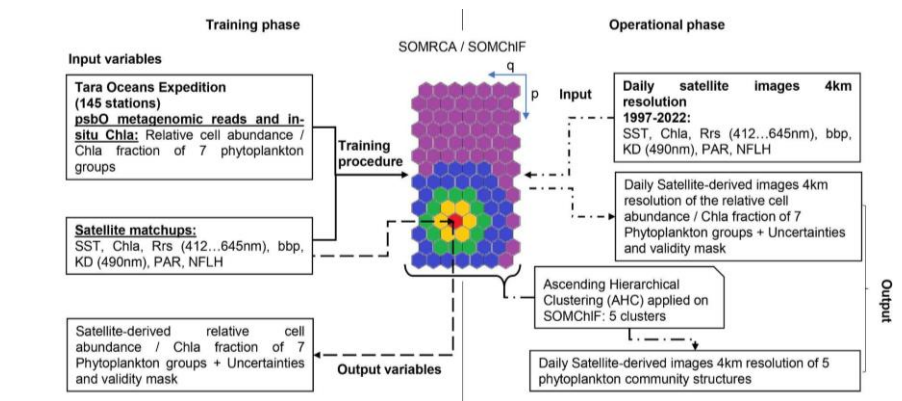 Training phase
Operational phase
SOMRCA / SOMChlF
Input variables
Tara Oceans Expedition
(145 stations)
psbO metagenomic reads and in-
situ Chla: Relative cell abundance /
Chla fraction of 7 phytoplankton
groups
Training
procedure
Satellite matchups:
SST, Chla, Rrs (412...645nm), bbp,
KD (490nm), PAR, NFLH
Satellite-derived relative cell
abundance / Chla fraction of 7
Phytoplankton groups + Uncertainties
and validity mask
Output variables
q
p
Input
Daily satellite images 4km
resolution
1997-2022:
SST, Chla, Rrs (412...645nm), bbp,
KD (490nm), PAR, NFLH
Daily Satellite-derived images 4km
resolution of the relative cell
abundance / Chla fraction of 7
Phytoplankton groups + Uncertainties
and validity mask
Ascending Hierarchical
Clustering (AHC) applied on
SOMChlF: 5 clusters
Daily Satellite-derived images 4km resolution of 5
phytoplankton community structures
Output